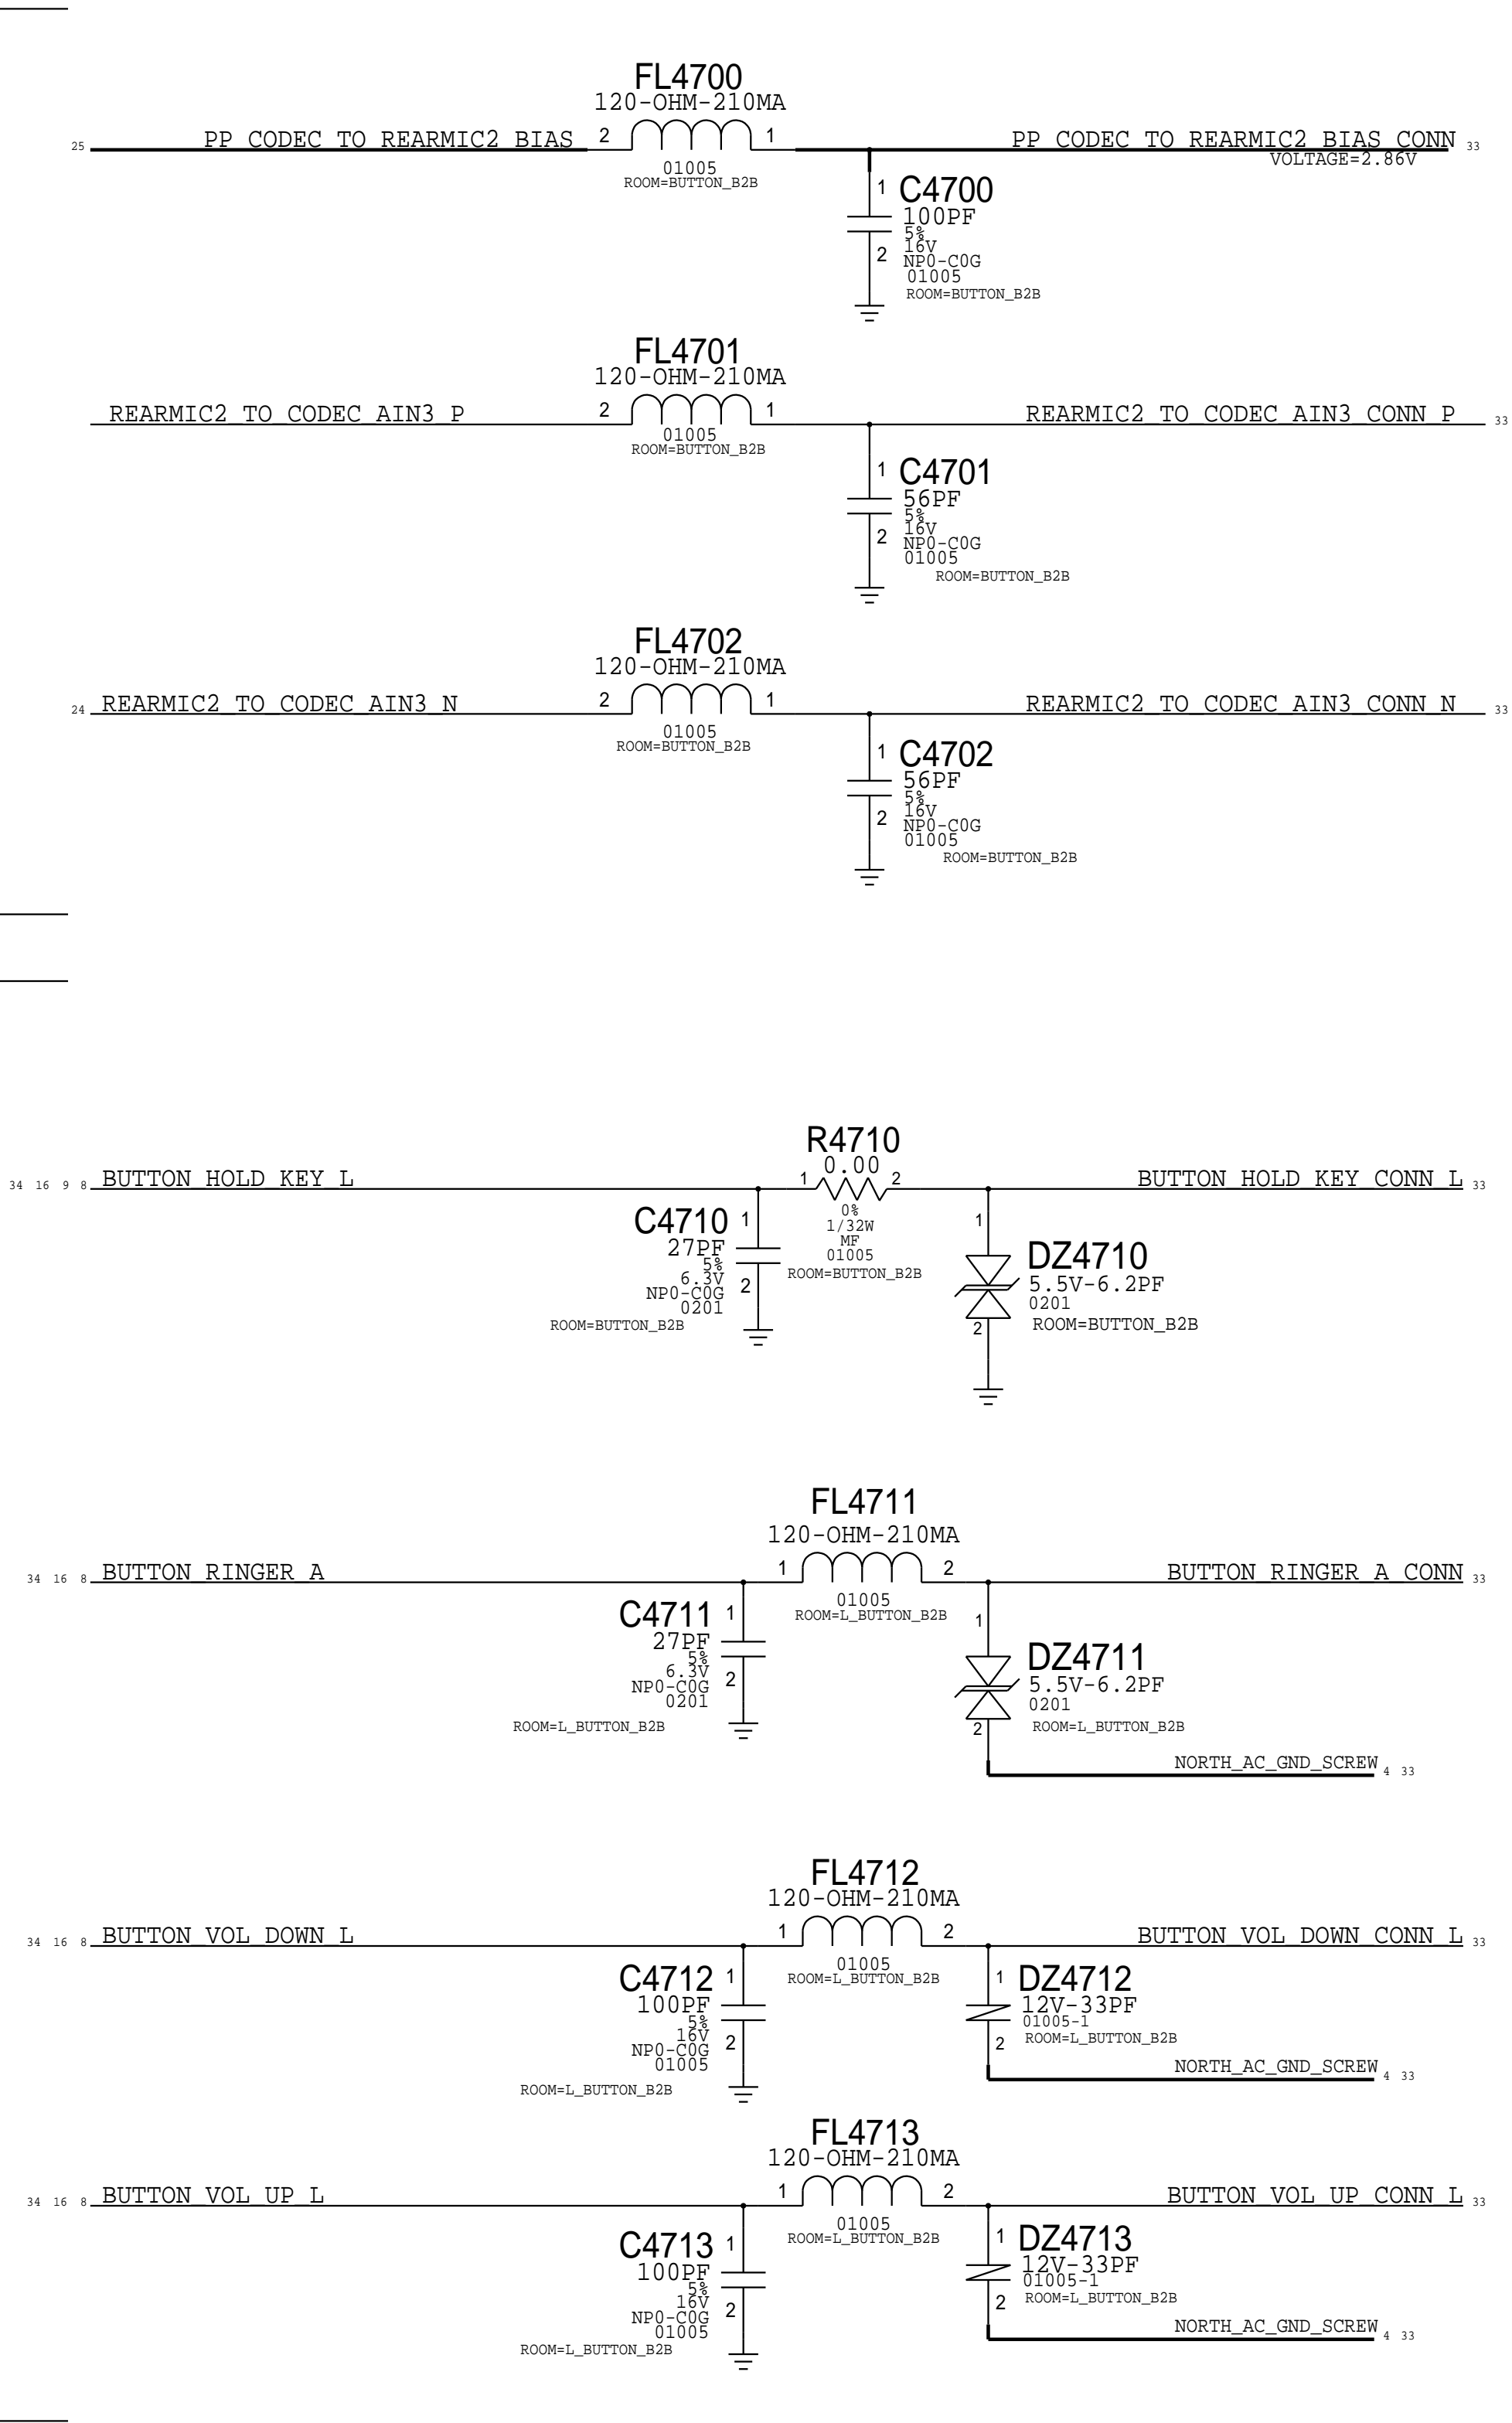 FL4700
120-OHM-210MA
25 PP_CODEC_TO_REARMIC2_BIAS 2 1 PP_CODEC_TO_REARMIC2_BIAS_CONN 33
VOLTAGE=2.86V
01005
ROOM=BUTTON_B2B
1 C4700
100PF
5%
16V
2 NP0-C0G
01005
ROOM=BUTTON_B2B
FL4701
120-OHM-210MA
REARMIC2_TO_CODEC_AIN3_P 2 1 REARMIC2_TO_CODEC_AIN3_CONN_P 33
01005
ROOM=BUTTON_B2B
1 C4701
56PF
5%
16V
2 NP0-C0G
01005
ROOM=BUTTON_B2B
FL4702
120-OHM-210MA
24 REARMIC2_TO_CODEC_AIN3_N 2 1 REARMIC2_TO_CODEC_AIN3_CONN_N 33
01005
ROOM=BUTTON_B2B
1 C4702
56PF
5%
16V
2 NP0-C0G
01005
ROOM=BUTTON_B2B
R4710
0.00
34 16 9 8 BUTTON_HOLD_KEY_L 1 2 BUTTON_HOLD_KEY_CONN_L 33
0%
1/32W
MF
01005
ROOM=BUTTON_B2B
C4710 1
27PF
5%
6.3V
NP0-C0G 2
0201
ROOM=BUTTON_B2B
1
DZ4710
5.5V-6.2PF
0201
2 ROOM=BUTTON_B2B
FL4711
120-OHM-210MA
34 16 8 BUTTON_RINGER_A 1 2 BUTTON_RINGER_A_CONN 33
01005
ROOM=L_BUTTON_B2B
C4711 1
27PF
5%
6.3V
NP0-C0G 2
0201
ROOM=L_BUTTON_B2B
1
DZ4711
5.5V-6.2PF
0201
2 ROOM=L_BUTTON_B2B
NORTH_AC_GND_SCREW 4 33
FL4712
120-OHM-210MA
34 16 8 BUTTON_VOL_DOWN_L 1 2 BUTTON_VOL_DOWN_CONN_L 33
01005
ROOM=L_BUTTON_B2B
C4712 1
100PF
5%
16V
NP0-C0G 2
01005
ROOM=L_BUTTON_B2B
1 DZ4712
12V-33PF
01005-1
2 ROOM=L_BUTTON_B2B
NORTH_AC_GND_SCREW 4 33
FL4713
120-OHM-210MA
34 16 8 BUTTON_VOL_UP_L 1 2 BUTTON_VOL_UP_CONN_L 33
01005
ROOM=L_BUTTON_B2B
C4713 1
100PF
5%
16V
NP0-C0G 2
01005
ROOM=L_BUTTON_B2B
1 DZ4713
12V-33PF
01005-1
2 ROOM=L_BUTTON_B2B
NORTH_AC_GND_SCREW 4 33